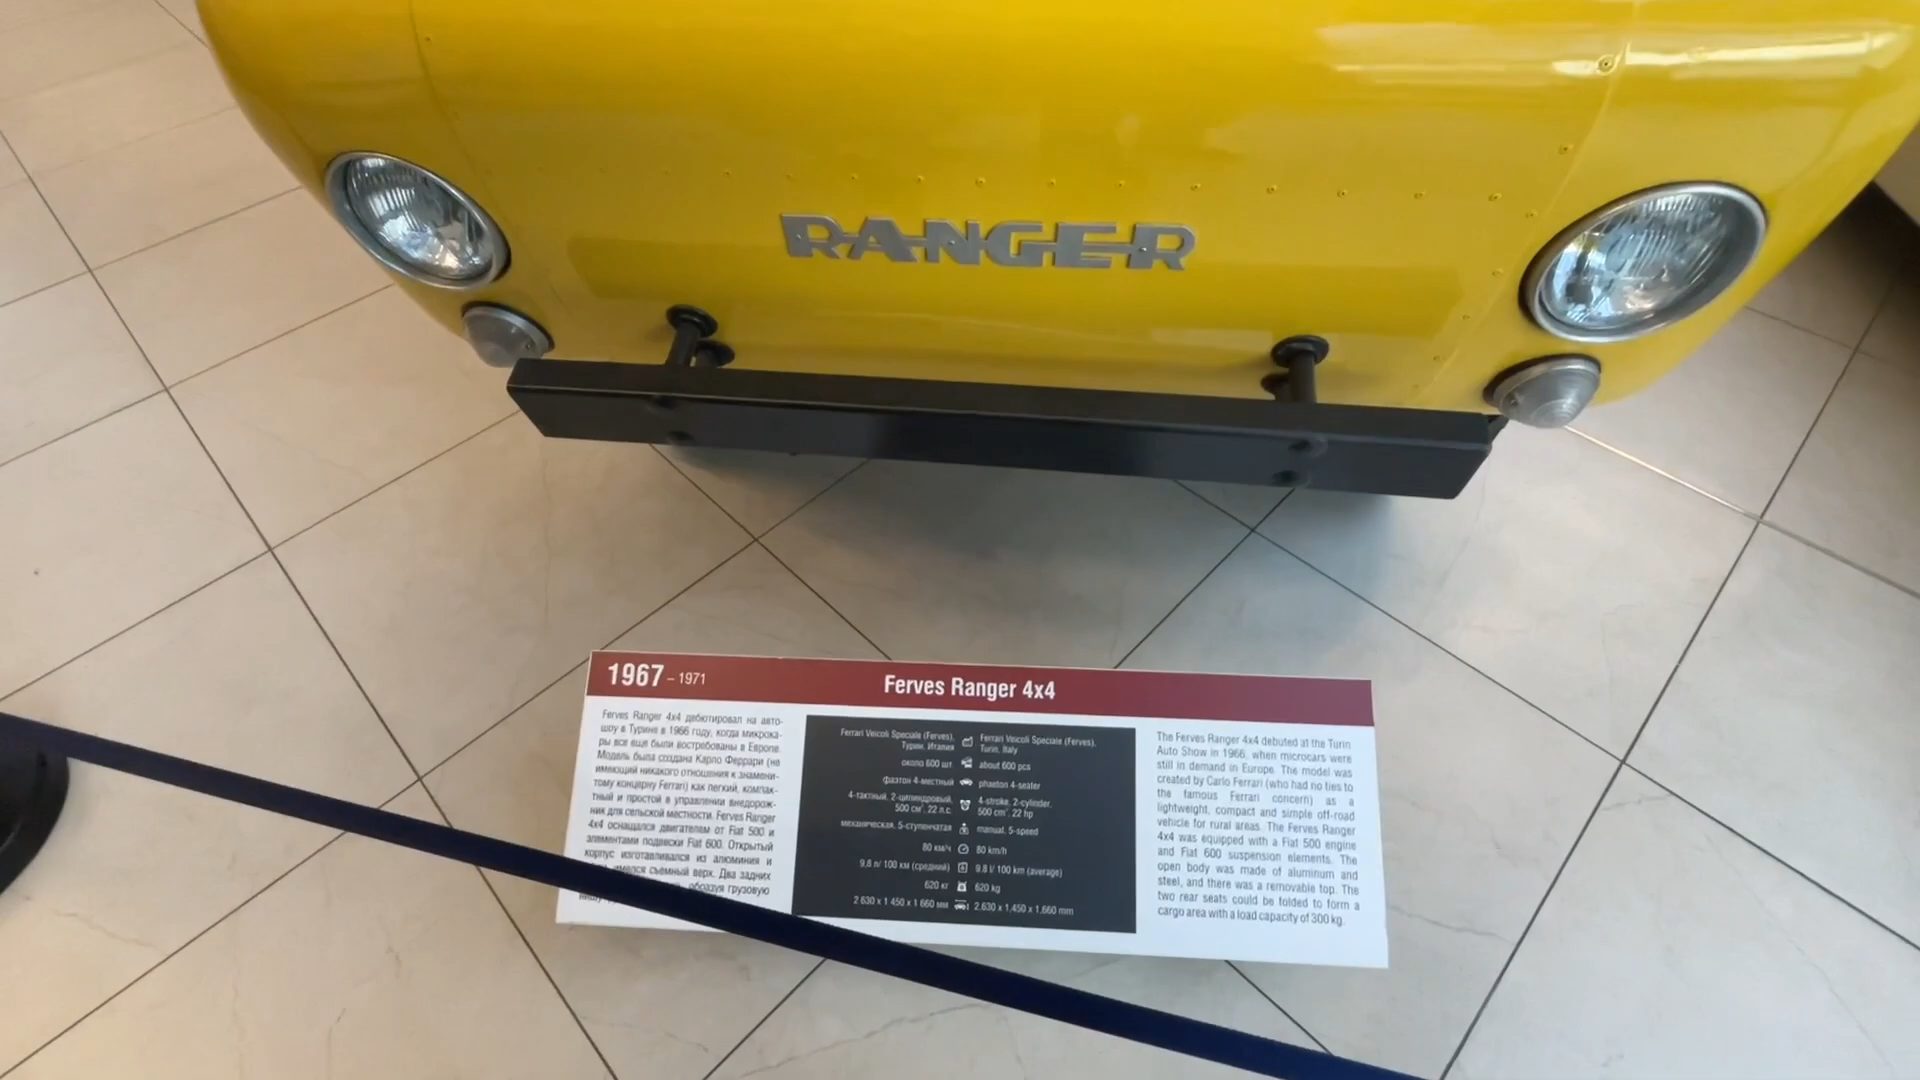 RANGER
1967 – 1971
Ferves Ranger 4x4
Ferves Ranger 4x4 дебютировал на авто-
шоу в Турине в 1966 году, когда микрока-
ры все еще были востребованы в Европе.
Модель была создана Карло Феррари (не
имеющий никакого отношения к знамени-
тому концерну Ferrari) как легкий, компак-
тный и простой в управлении внедорож-
ник для сельской местности. Ferves Ranger
4x4 оснащался двигателем от Fiat 500 и
элементами подвески Fiat 600. Открытый
корпус изготавливался из алюминия и
имелся съемный верх. Два задних
образуя грузовую
Ferrari Veicoli Speciale (Ferves),
Турин, Италия
около 600 шт
фаэтон 4-местный
4-тактный, 2-цилиндровый,
500 см³, 22 л.с.
механическая, 5-ступенчатая
80 км/ч
9.8 л/ 100 км (средний)
620 кг
2 630 x 1 450 x 1 660 мм
Ferrari Veicoli Speciale (Ferves),
Turin, Italy
about 600 pcs
phaeton 4-seater
4-stroke, 2-cylinder,
500 cm³, 22 hp
manual, 5-speed
80 km/h
9.8 l/ 100 km (average)
620 kg
2.630 x 1.450 x 1.660 mm
The Ferves Ranger 4x4 debuted at the Turin
Auto Show in 1966, when microcars were
still in demand in Europe. The model was
created by Carlo Ferrari (who had no ties to
the famous Ferrari concern) as a
lightweight, compact and simple off-road
vehicle for rural areas. The Ferves Ranger
4x4 was equipped with a Fiat 500 engine
and Fiat 600 suspension elements. The
open body was made of aluminum and
steel, and there was a removable top. The
two rear seats could be folded to form a
cargo area with a load capacity of 300 kg.